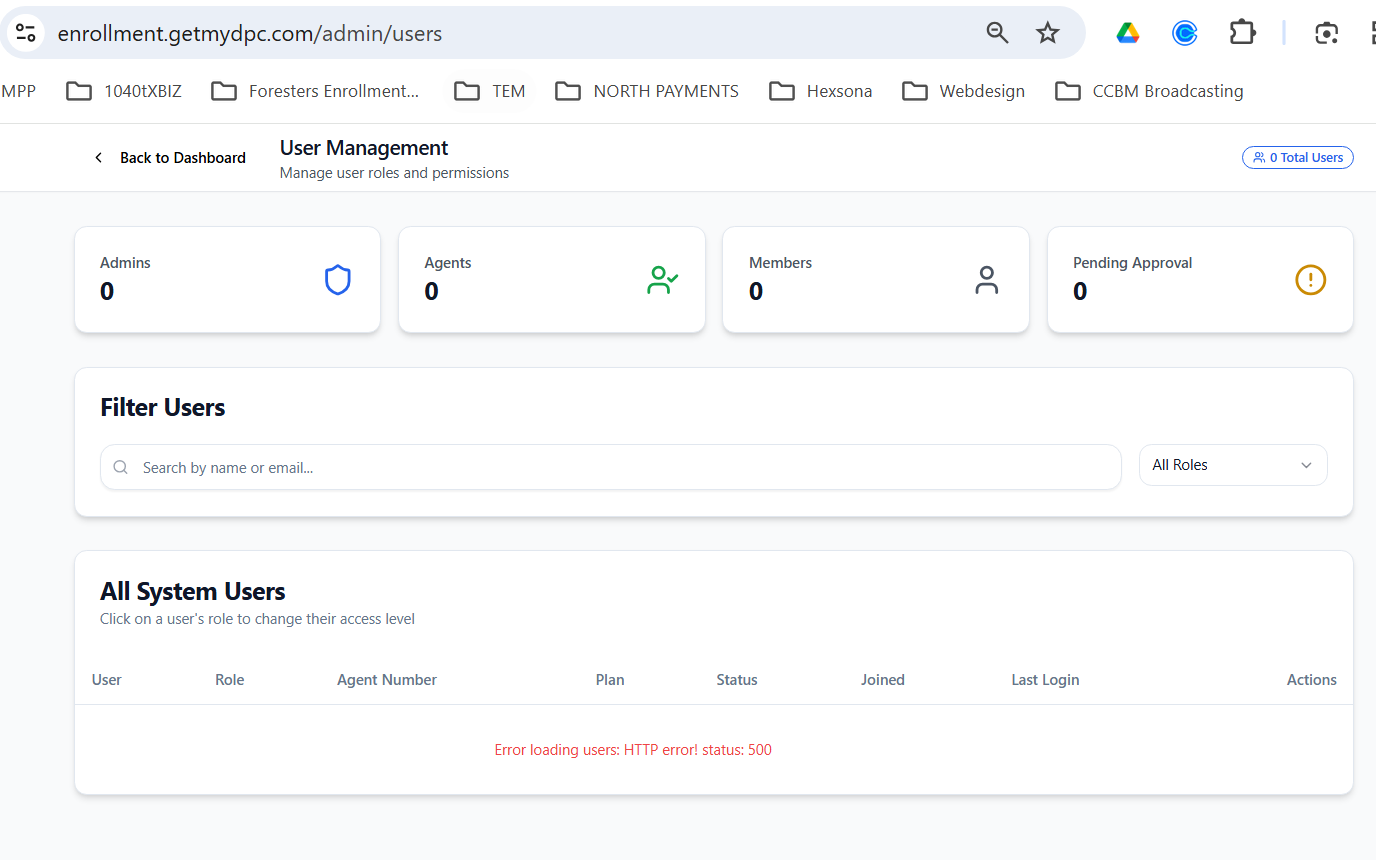 enrollment.getmydpc.com/admin/users
MPP 1040tXBIZ Foresters Enrollment... TEM NORTH PAYMENTS Hexsona Webdesign CCBM Broadcasting
Back to Dashboard
User Management
Manage user roles and permissions
0 Total Users
Admins
0
Agents
0
Members
0
Pending Approval
0
Filter Users
Search by name or email...
All Roles
All System Users
Click on a user's role to change their access level
User Role Agent Number Plan Status Joined Last Login Actions
Error loading users: HTTP error! status: 500